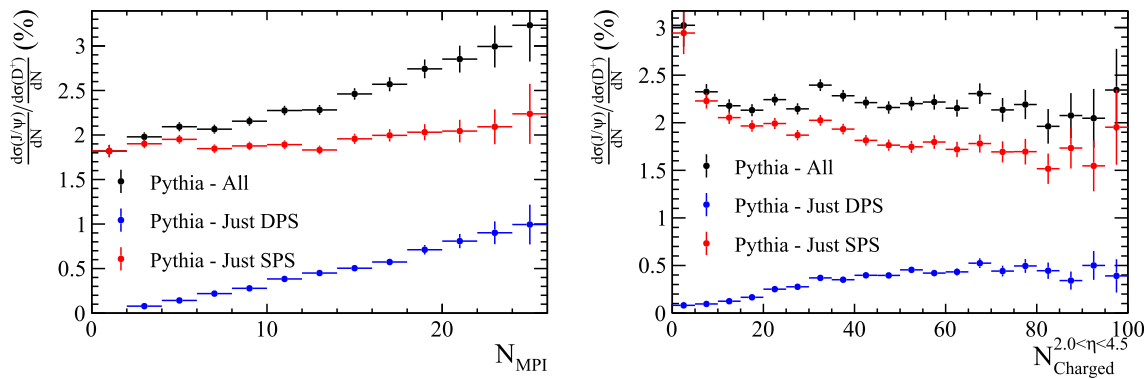 dσ(J/ψ)/dN / dσ(D⁺)/dN (%)
3
2.5
2
1.5
1
0.5
0
Pythia - All
Pythia - Just DPS
Pythia - Just SPS
0 10 20
N_MPI
dσ(J/ψ)/dN / dσ(D⁺)/dN (%)
3
2.5
2
1.5
1
0.5
0
Pythia - All
Pythia - Just DPS
Pythia - Just SPS
0 20 40 60 80 100
N_Charged^2.0<η<4.5